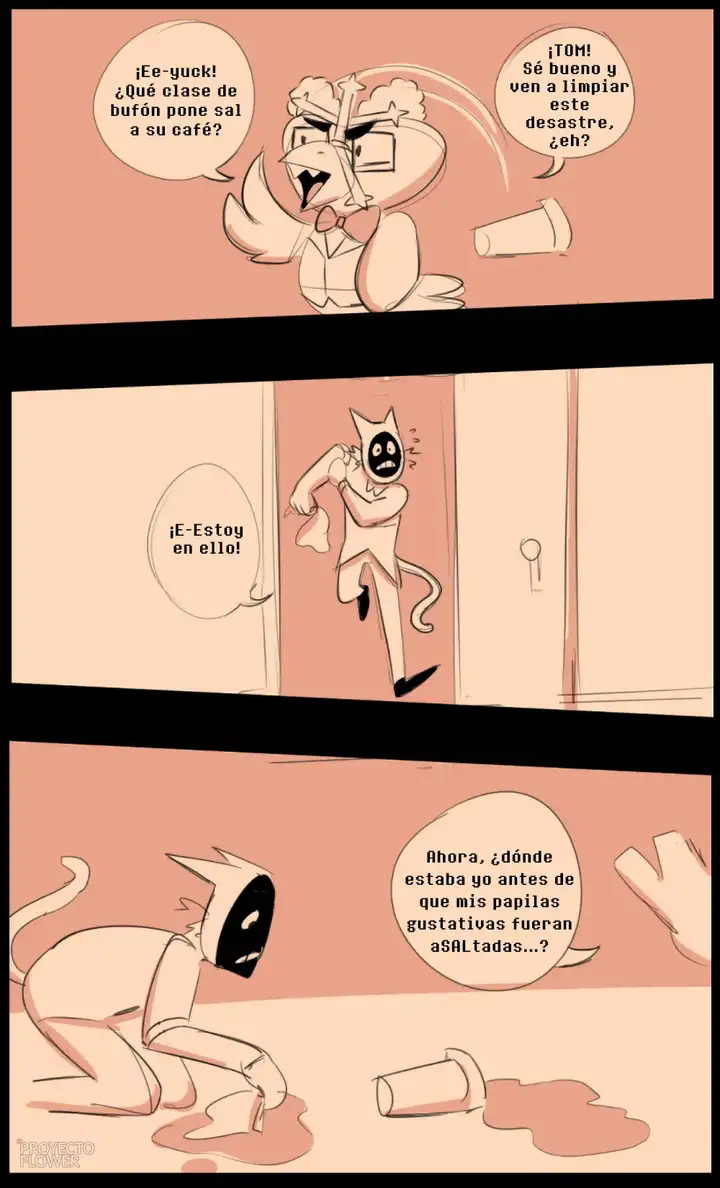 ¡Ee-yuck!
¿Qué clase de
bufón pone sal
a su café?
¡TOM!
Sé bueno y
ven a limpiar
este
desastre,
¿eh?
¡E-Estoy
en ello!
Ahora, ¿dónde
estaba yo antes de
que mis papilas
gustativas fueran
aSALtadas...?
PROYECTO
FLOWER